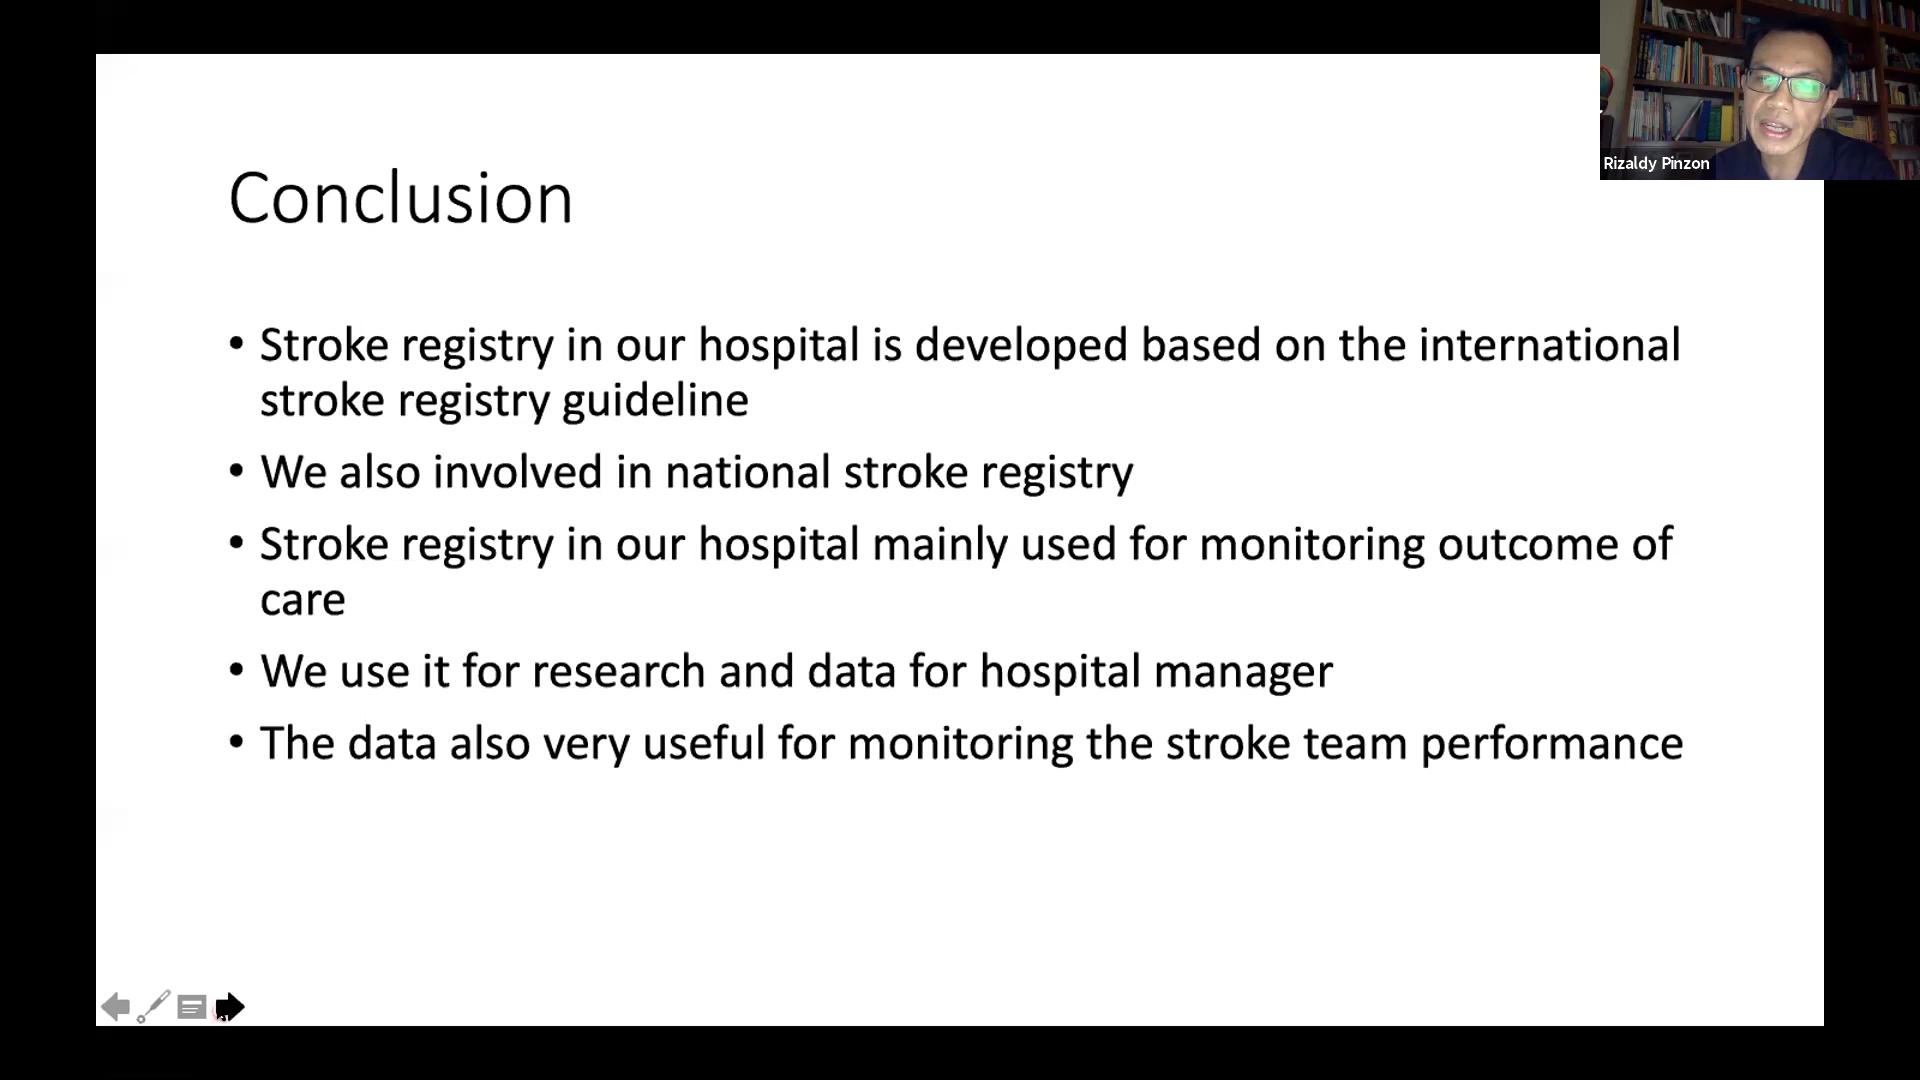 Rizaldy Pinzon
Conclusion
• Stroke registry in our hospital is developed based on the international
stroke registry guideline
• We also involved in national stroke registry
• Stroke registry in our hospital mainly used for monitoring outcome of
care
• We use it for research and data for hospital manager
• The data also very useful for monitoring the stroke team performance